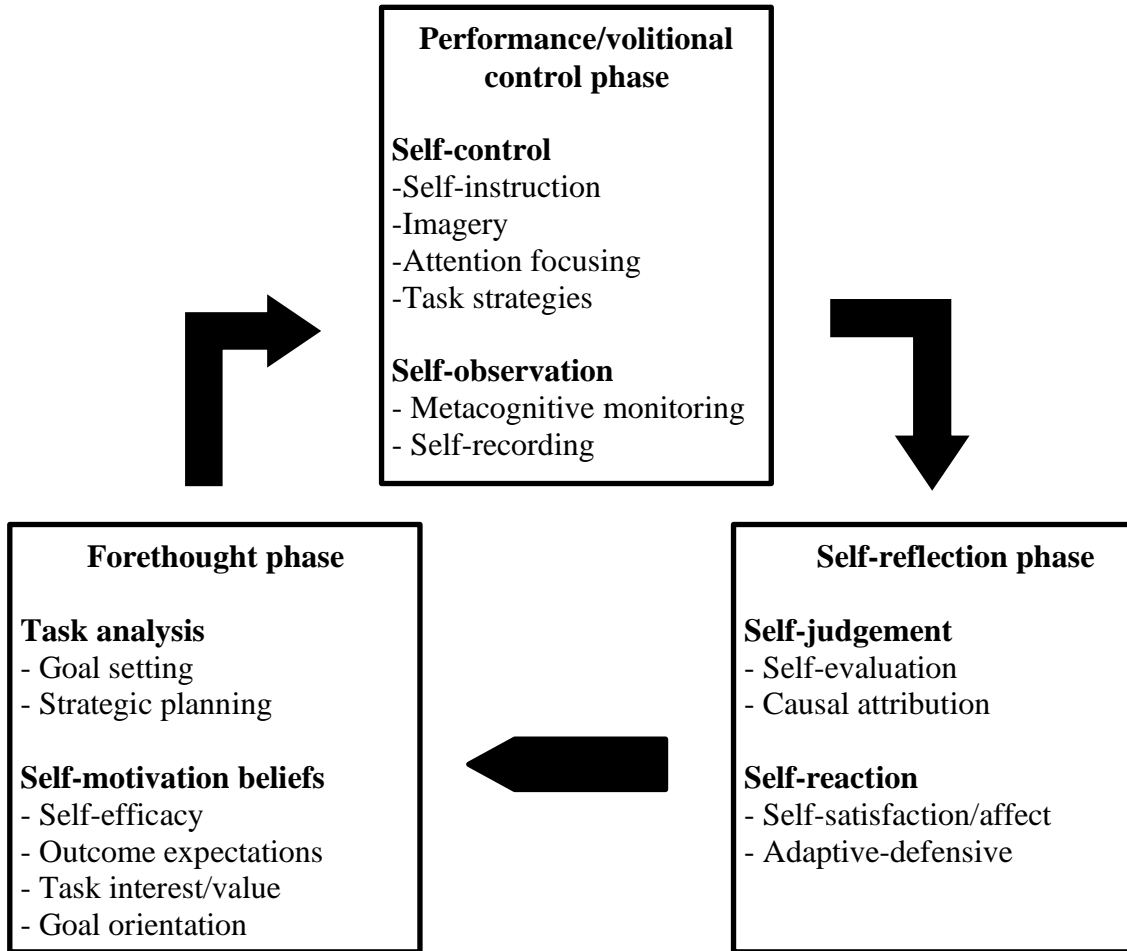 Performance/volitional
control phase
Self-control
-Self-instruction
-Imagery
-Attention focusing
-Task strategies
Self-observation
- Metacognitive monitoring
- Self-recording
Forethought phase
Task analysis
- Goal setting
- Strategic planning
Self-motivation beliefs
- Self-efficacy
- Outcome expectations
- Task interest/value
- Goal orientation
Self-reflection phase
Self-judgement
- Self-evaluation
- Causal attribution
Self-reaction
- Self-satisfaction/affect
- Adaptive-defensive